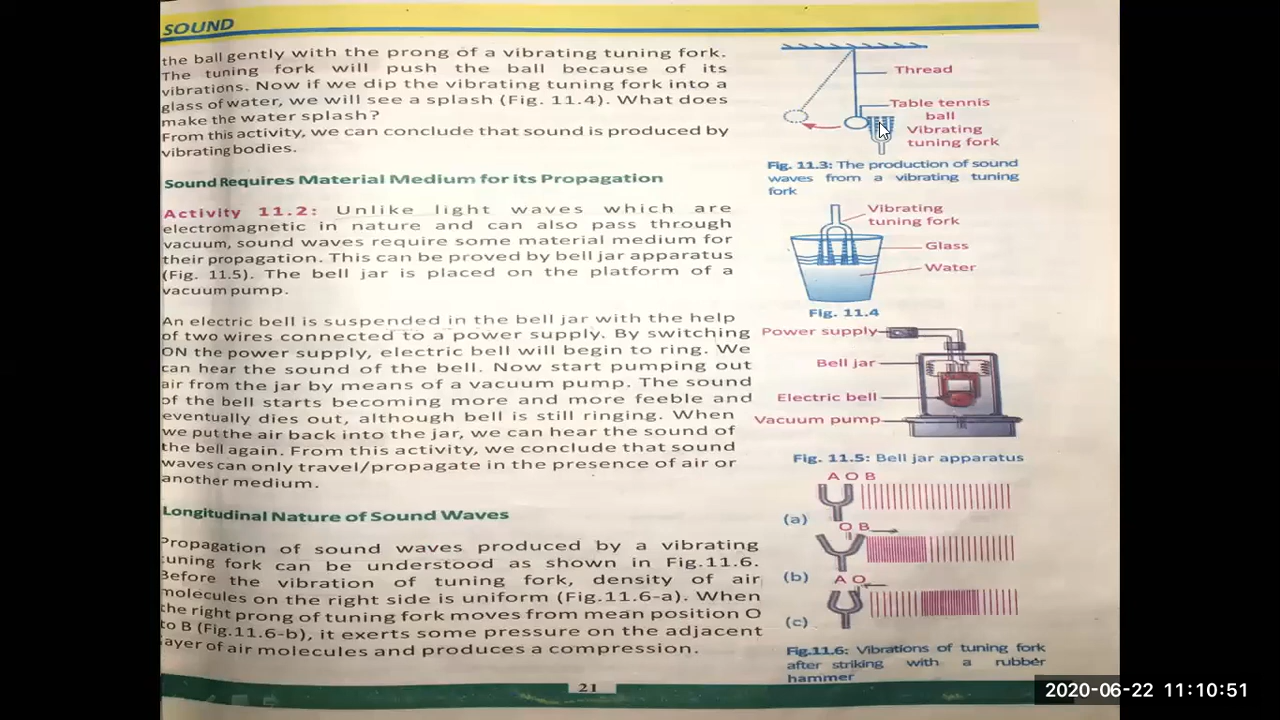 SOUND
the ball gently with the prong of a vibrating tuning fork.
The tuning fork will push the ball because of its
vibrations. Now if we dip the vibrating tuning fork into a
glass of water, we will see a splash (Fig. 11.4). What does
make the water splash?
From this activity, we can conclude that sound is produced by
vibrating bodies.
Sound Requires Material Medium for its Propagation
Activity 11.2: Unlike light waves which are
electromagnetic in nature and can also pass through
vacuum, sound waves require some material medium for
their propagation. This can be proved by bell jar apparatus
(Fig. 11.5). The bell jar is placed on the platform of a
vacuum pump.
An electric bell is suspended in the bell jar with the help
of two wires connected to a power supply. By switching
ON the power supply, electric bell will begin to ring. We
can hear the sound of the bell. Now start pumping out
air from the jar by means of a vacuum pump. The sound
of the bell starts becoming more and more feeble and
eventually dies out, although bell is still ringing. When
we put the air back into the jar, we can hear the sound of
the bell again. From this activity, we conclude that sound
waves can only travel/propagate in the presence of air or
another medium.
Longitudinal Nature of Sound Waves
Propagation of sound waves produced by a vibrating
tuning fork can be understood as shown in Fig.11.6.
Before the vibration of tuning fork, density of air
molecules on the right side is uniform (Fig.11.6-a). When
the right prong of tuning fork moves from mean position O
to B (Fig.11.6-b), it exerts some pressure on the adjacent
layer of air molecules and produces a compression.
Thread
Table tennis
ball
Vibrating
tuning fork
Fig. 11.3: The production of sound
waves from a vibrating tuning
fork
Vibrating
tuning fork
Glass
Water
Fig. 11.4
Power supply
Bell jar
Electric bell
Vacuum pump
Fig. 11.5: Bell jar apparatus
A O B
(a)
O B
(b)
A O
(c)
Fig.11.6: Vibrations of tuning fork
after striking with a rubber
hammer
21
2020-06-22 11:10:51